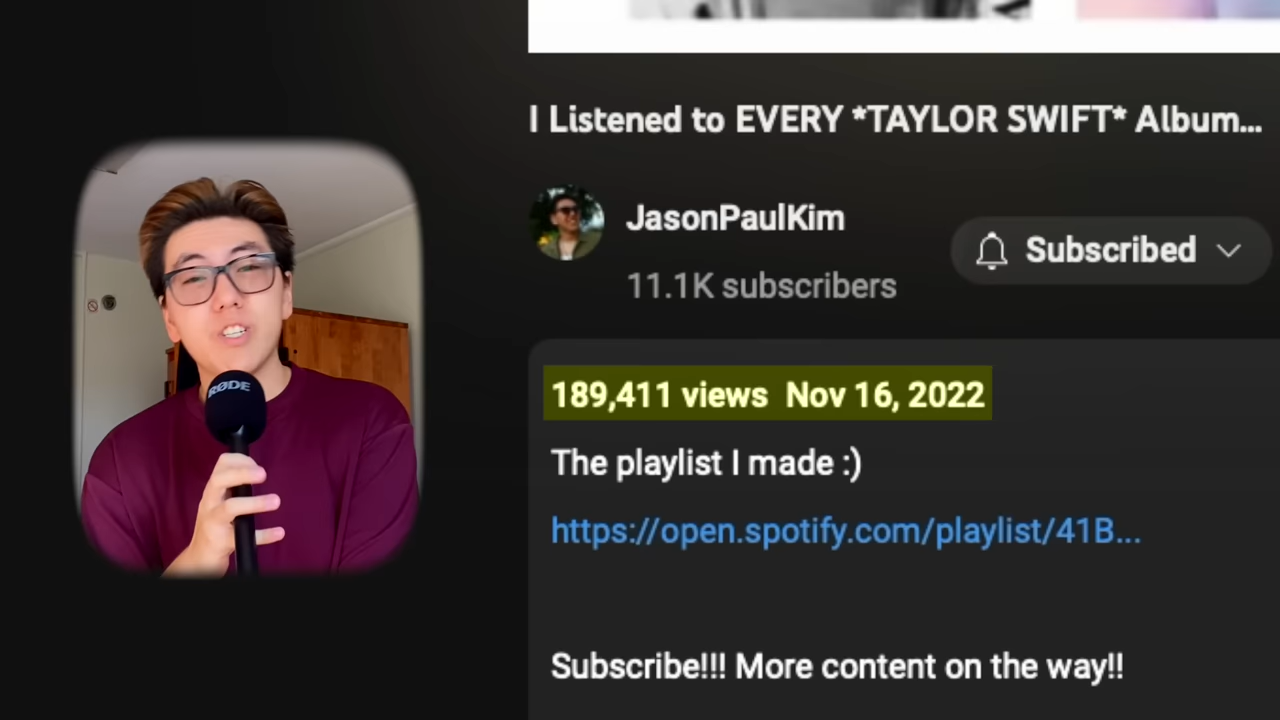 I Listened to EVERY *TAYLOR SWIFT* Album...
JasonPaulKim
11.1K subscribers
Subscribed
189,411 views Nov 16, 2022
The playlist I made :)
https://open.spotify.com/playlist/41B...
Subscribe!!! More content on the way!!
RØDE